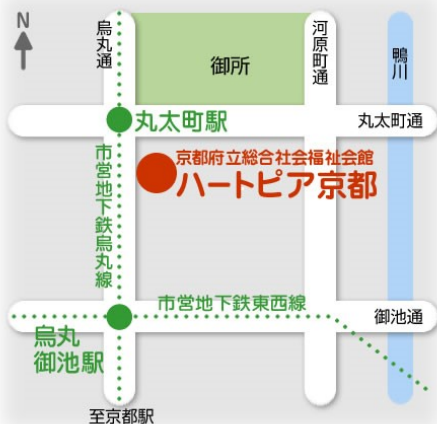 N
烏丸通
御所
河原町通
鴨川
丸太町駅
丸太町通
京都府立総合社会福祉会館
ハートピア京都
市営地下鉄烏丸線
市営地下鉄東西線
御池通
烏丸
御池駅
至京都駅